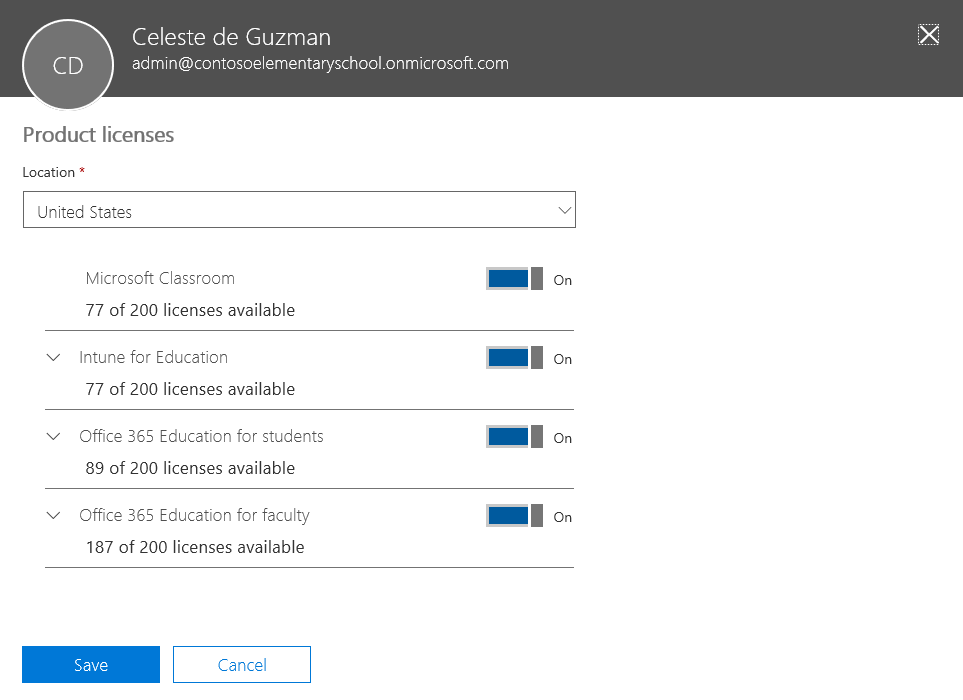 CD
Celeste de Guzman
admin@contosoelementaryschool.onmicrosoft.com
Product licenses
Location *
United States
Microsoft Classroom
On
77 of 200 licenses available
Intune for Education
On
77 of 200 licenses available
Office 365 Education for students
On
89 of 200 licenses available
Office 365 Education for faculty
On
187 of 200 licenses available
Save
Cancel